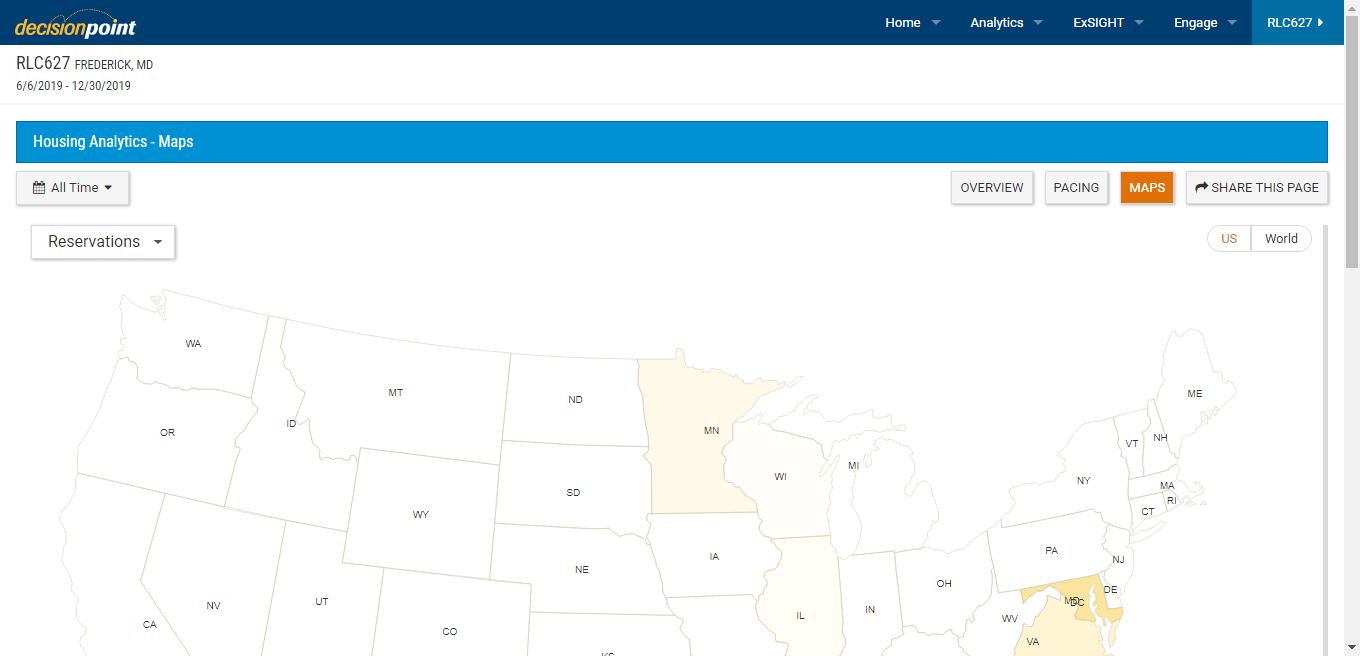 decisionpoint
Home Analytics ExSIGHT Engage RLC627
RLC627 FREDERICK, MD
6/6/2019 - 12/30/2019
Housing Analytics - Maps
All Time OVERVIEW PACING MAPS SHARE THIS PAGE
Reservations US World
WA
MT
ME
ND
ID
OR
MN
NH
VT
MI
WI
NY
MA
SD
RI
CT
WY
PA
IA
NJ
NE
OH
DE
UT
MD
DC
NV
IN
IL
WV
CA
CO
VA
KS